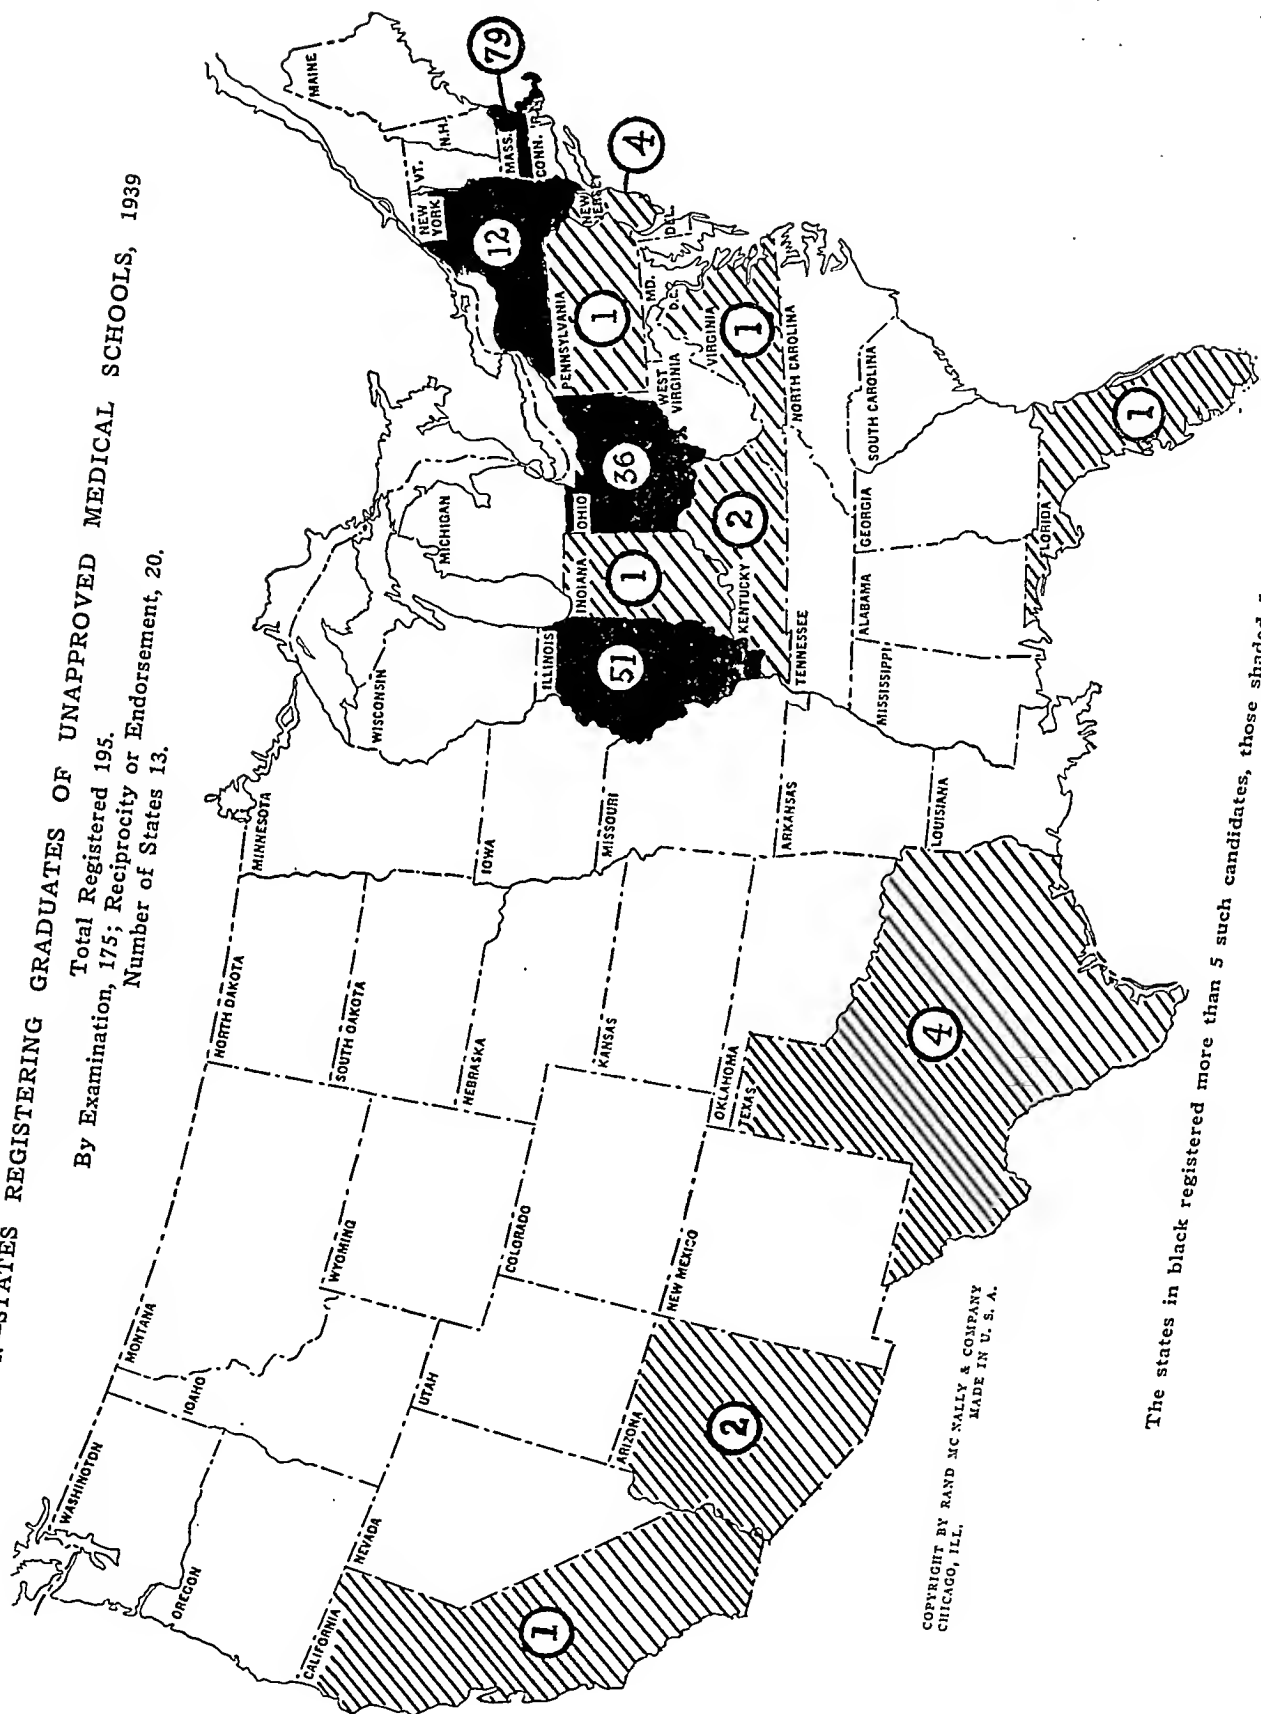 STATES REGISTERING GRADUATES OF UNAPPROVED MEDICAL SCHOOLS, 1939
Total Registered 195.
By Examination, 175; Reciprocity or Endorsement, 20.
Number of States 13.
WASHINGTON
MONTANA
NORTH DAKOTA
MINNESOTA
MAINE
VT.
N.H.
NEW YORK
12
MASS.
79
CONN.
R.I.
OREGON
IDAHO
WYOMING
SOUTH DAKOTA
WISCONSIN
MICHIGAN
PENNSYLVANIA
1
NEW JERSEY
4
DEL.
MD.
D.C.
CALIFORNIA
1
NEVADA
UTAH
COLORADO
NEBRASKA
IOWA
ILLINOIS
51
INDIANA
1
OHIO
36
WEST VIRGINIA
VIRGINIA
1
KANSAS
MISSOURI
KENTUCKY
2
ARIZONA
2
NEW MEXICO
OKLAHOMA
TEXAS
4
ARKANSAS
TENNESSEE
NORTH CAROLINA
SOUTH CAROLINA
LOUISIANA
MISSISSIPPI
ALABAMA
GEORGIA
FLORIDA
1
COPYRIGHT BY RAND MC NALLY & COMPANY
CHICAGO, ILL. MADE IN U. S. A.
The states in black registered more than 5 such candidates, those shaded